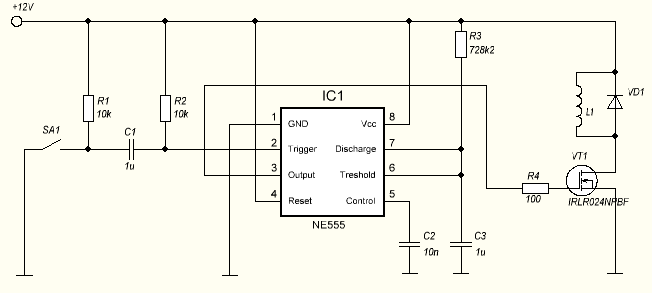 +12V
R3
728k2
IC1
R1
10k
R2
10k
VD1
L1
SA1
C1
1u
1 GND Vcc 8
2 Trigger Discharge 7
3 Output Treshold 6
4 Reset Control 5
NE555
VT1
IRLR024NPBF
R4
100
C2
10n
C3
1u